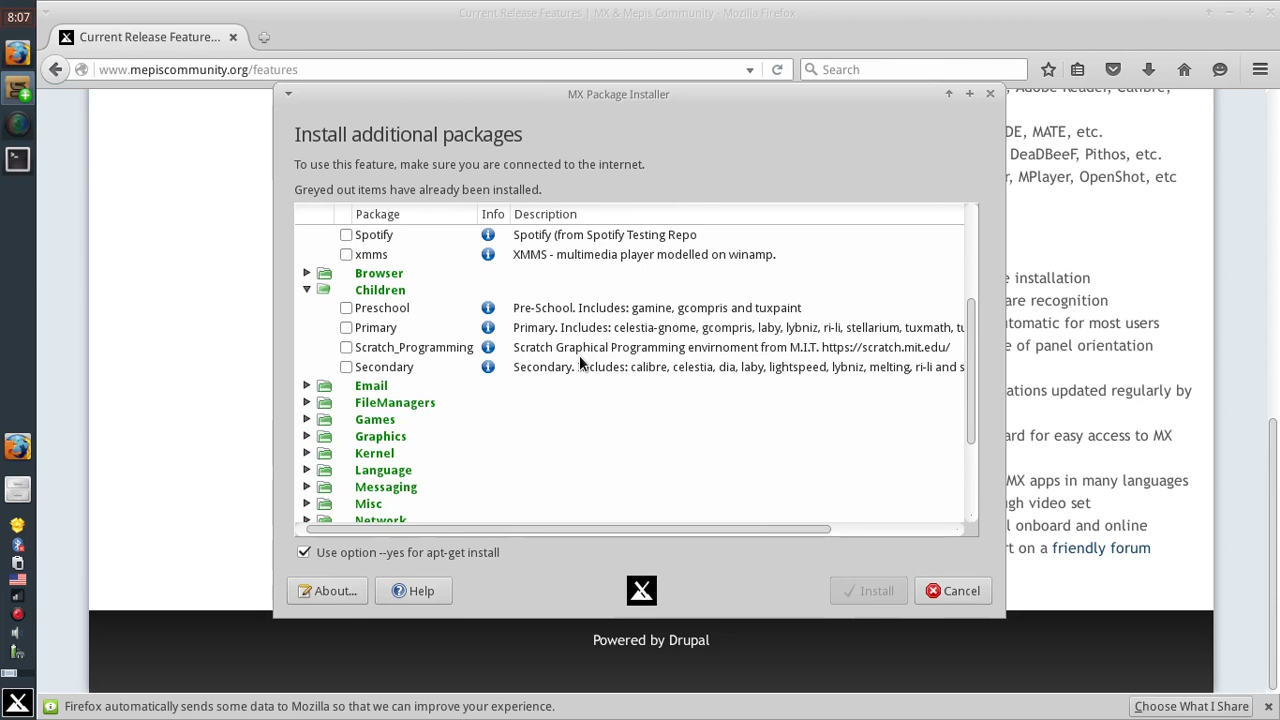 8:07
Current Release Features | MX & Mepis Community - Mozilla Firefox
Current Release Feature...
www.mepiscommunity.org/features
Search
MX Package Installer
Install additional packages
To use this feature, make sure you are connected to the internet.
Greyed out items have already been installed.
Package Info Description
Spotify Spotify (from Spotify Testing Repo
xmms XMMS - multimedia player modelled on winamp.
Browser
Children
Preschool Pre-School. Includes: gamine, gcompris and tuxpaint
Primary Primary. Includes: celestia-gnome, gcompris, laby, lybniz, ri-li, stellarium, tuxmath, tu
Scratch_Programming Scratch Graphical Programming envirnoment from M.I.T. https://scratch.mit.edu/
Secondary Secondary. Includes: calibre, celestia, dia, laby, lightspeed, lybniz, melting, ri-li and s
Email
FileManagers
Games
Graphics
Kernel
Language
Messaging
Misc
Network
Use option --yes for apt-get install
About... Help Install Cancel
, Adobe Reader, Calibre,
DE, MATE, etc.
DeaDBeeF, Pithos, etc.
r, MPlayer, OpenShot, etc
e installation
are recognition
utomatic for most users
e of panel orientation
ations updated regularly by
ard for easy access to MX
MX apps in many languages
ugh video set
l onboard and online
rt on a friendly forum
Powered by Drupal
Firefox automatically sends some data to Mozilla so that we can improve your experience.
Choose What I Share